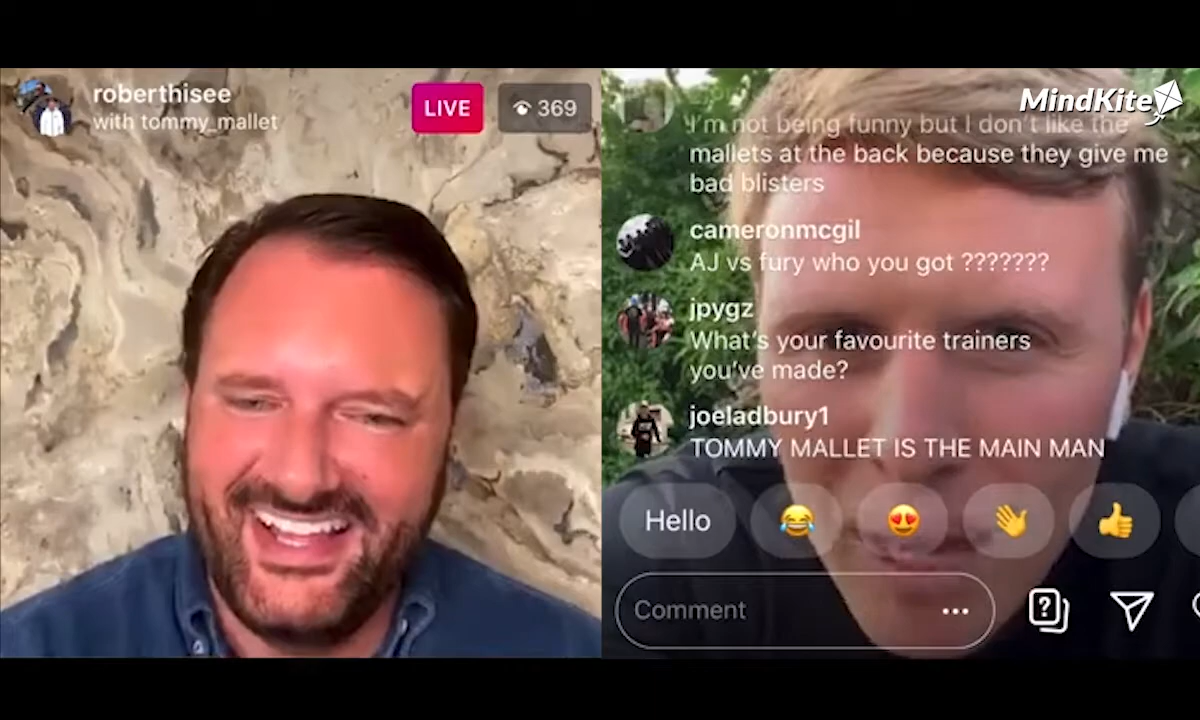 roberthisee
with tommy_mallet
LIVE
369
MindKite
I'm not being funny but I don't like the
mallets at the back because they give me
bad blisters
cameronmcgil
AJ vs fury who you got ???????
jpygz
What's your favourite trainers
you've made?
joeladbury1
TOMMY MALLET IS THE MAIN MAN
Hello
Comment